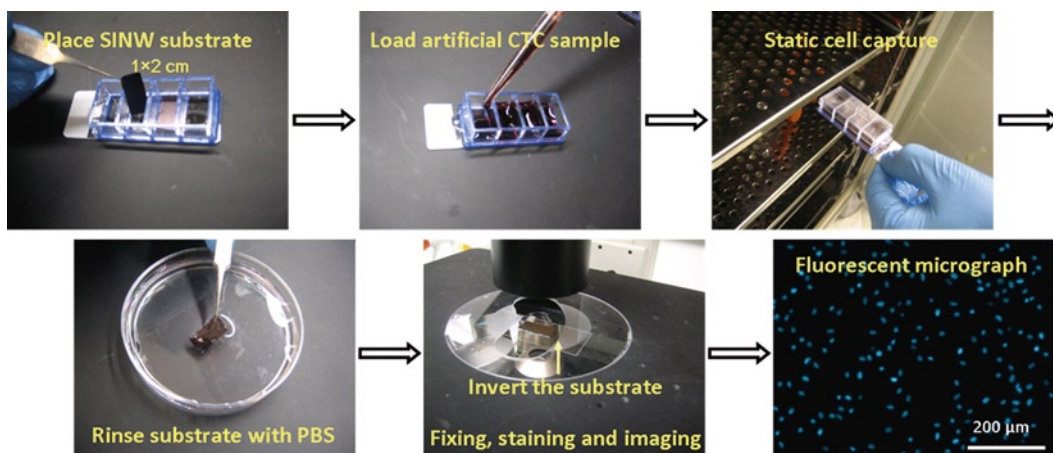 Place SINW substrate
1×2 cm
Load artificial CTC sample
Static cell capture
Rinse substrate with PBS
Invert the substrate
Fixing, staining and imaging
Fluorescent micrograph
200 µm